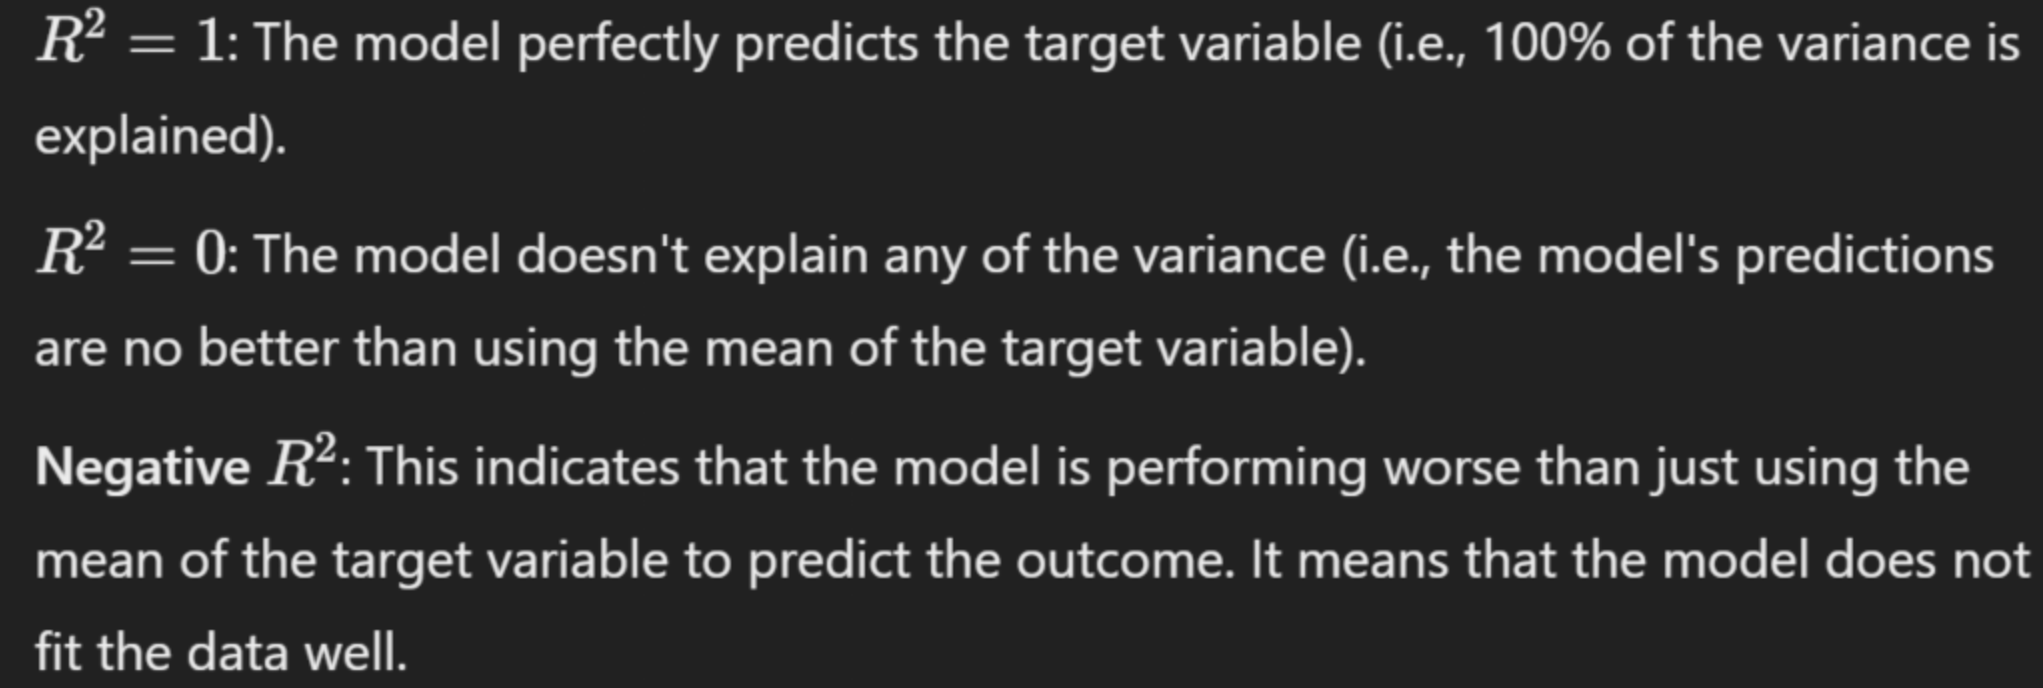 R² = 1: The model perfectly predicts the target variable (i.e., 100% of the variance is
explained).
R² = 0: The model doesn't explain any of the variance (i.e., the model's predictions
are no better than using the mean of the target variable).
Negative R²: This indicates that the model is performing worse than just using the
mean of the target variable to predict the outcome. It means that the model does not
fit the data well.